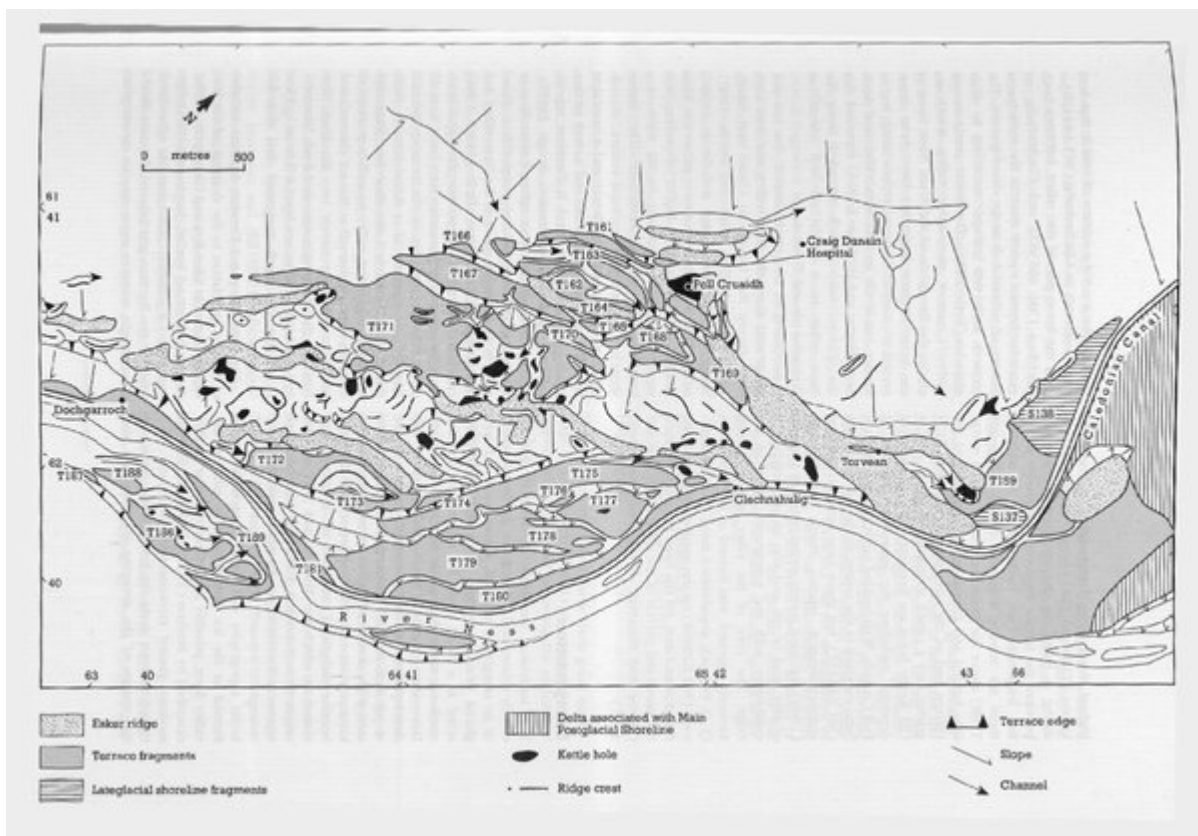 N
0 metres 500
61
41
T161
T166
T163
Craig Dunain
Hospital
T167
T162
Poll Cruaidh
T164
T171
T170
T165
T168
T169
Caledonian Canal
Dochgarroch
S138
62
T172
Torvean
T187
T188
T175
T159
T176
T173
T174
T177
Clachnahulig
S137
T186
T189
T178
T179
T181
40
T180
River Ness
63
40
64 41
65 42
43
66
Esker ridge
Terrace fragments
Lateglacial shoreline fragments
Delta associated with Main
Postglacial Shoreline
Kettle hole
Ridge crest
Terrace edge
Slope
Channel